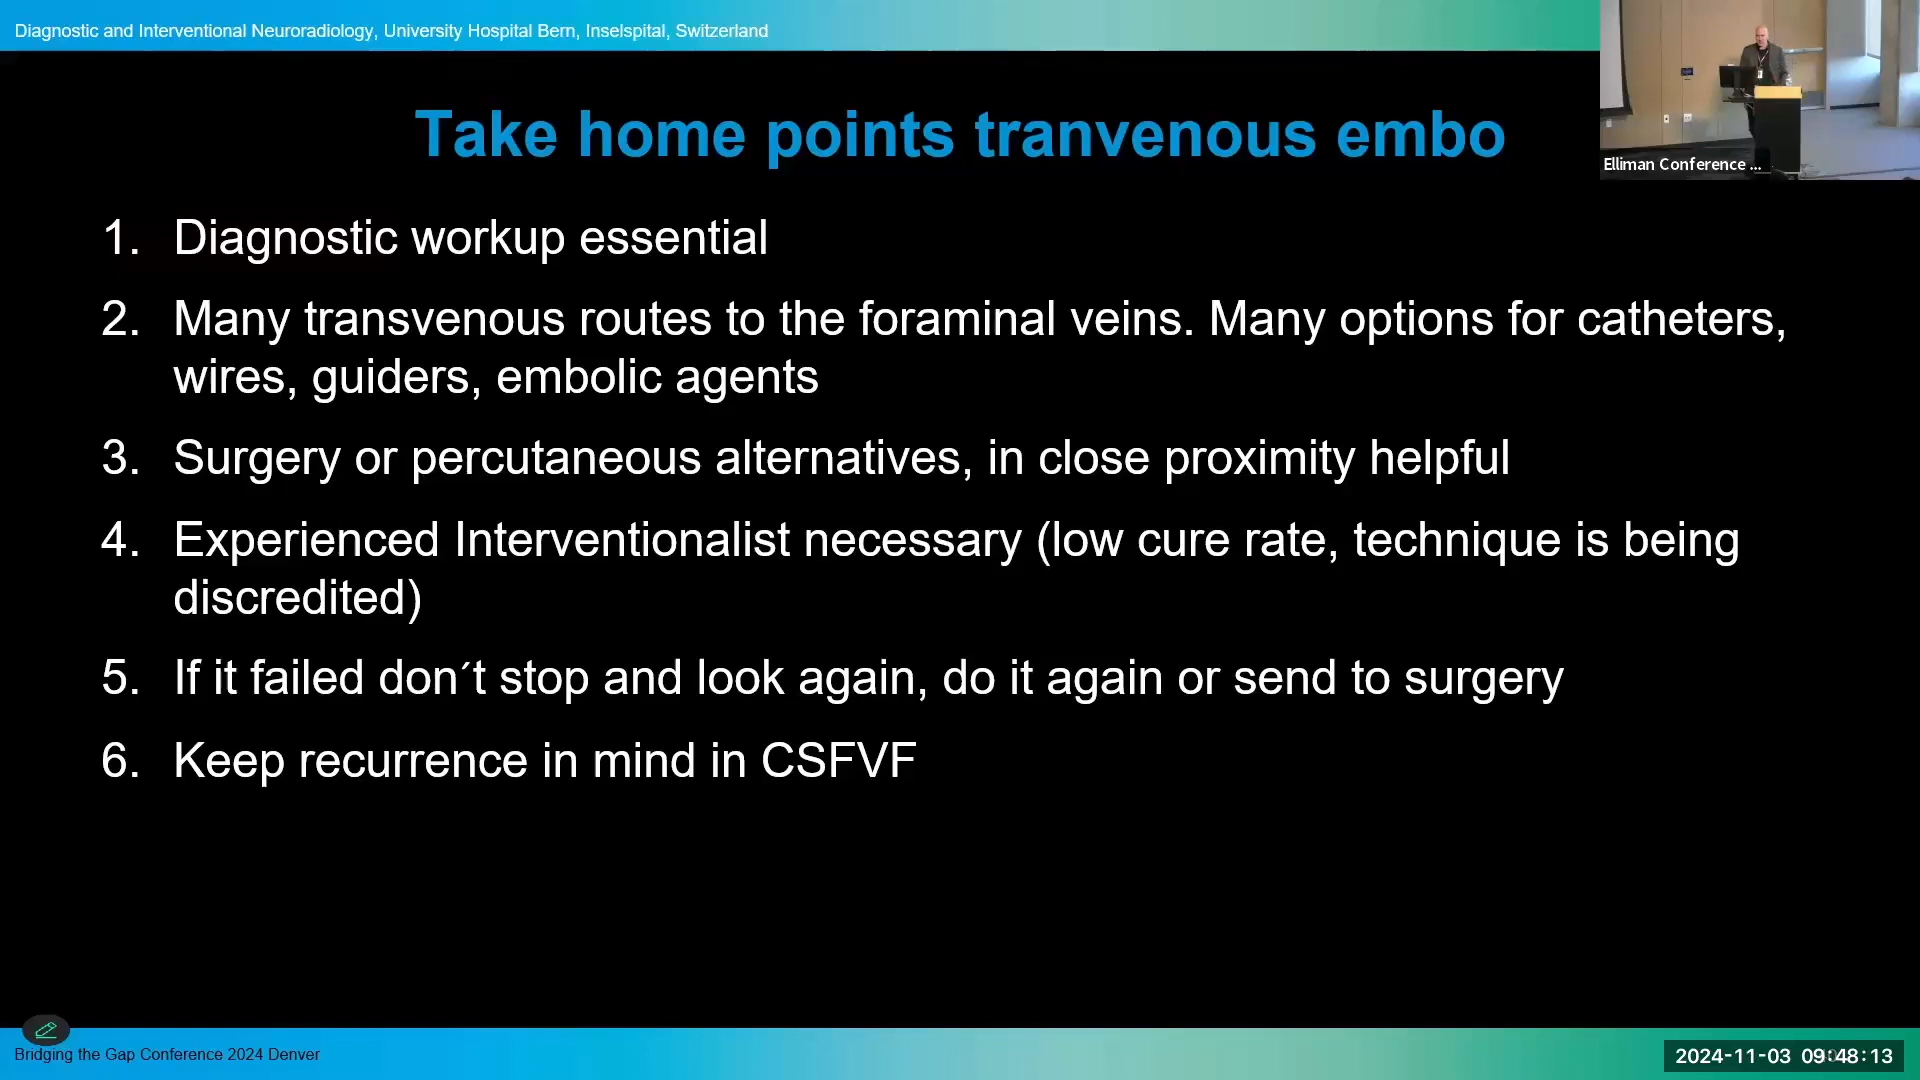 Diagnostic and Interventional Neuroradiology, University Hospital Bern, Inselspital, Switzerland
Elliman Conference ...
Take home points tranvenous embo
1. Diagnostic workup essential
2. Many transvenous routes to the foraminal veins. Many options for catheters,
wires, guiders, embolic agents
3. Surgery or percutaneous alternatives, in close proximity helpful
4. Experienced Interventionalist necessary (low cure rate, technique is being
discredited)
5. If it failed don´t stop and look again, do it again or send to surgery
6. Keep recurrence in mind in CSFVF
Bridging the Gap Conference 2024 Denver
2024-11-03 09:48:13